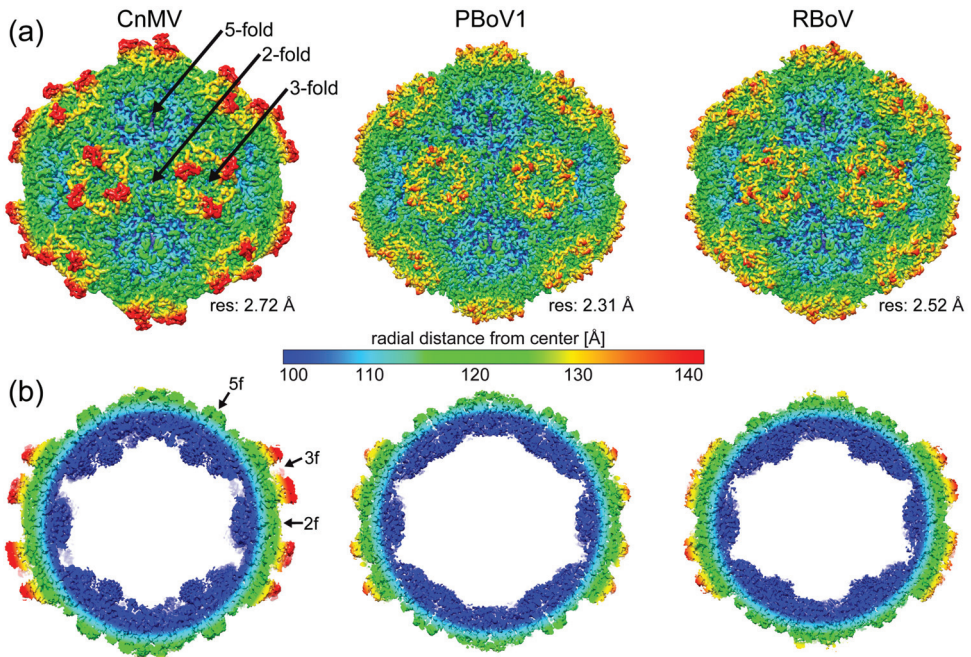 CnMV PBoV1 RBoV
(a)
5-fold
2-fold
3-fold
res: 2.72 Å res: 2.31 Å res: 2.52 Å
radial distance from center [Å]
100 110 120 130 140
(b)
5f
3f
2f